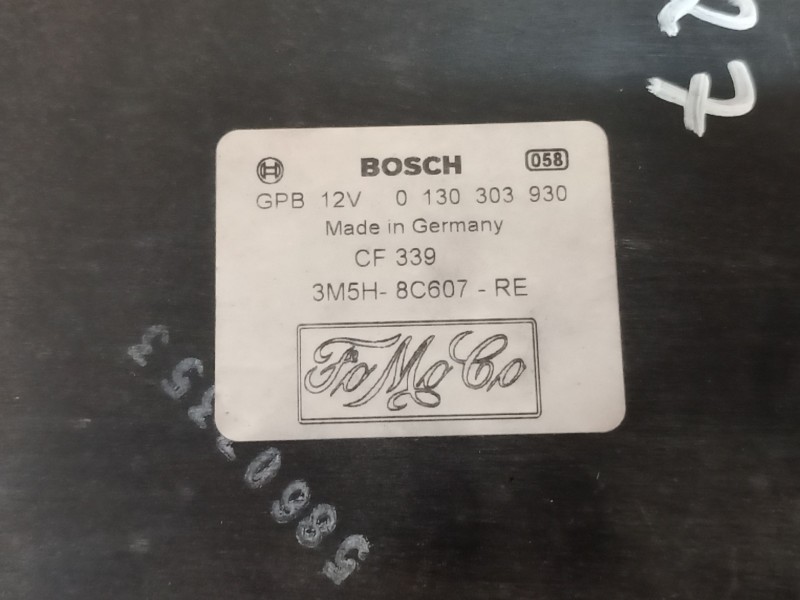 BOSCH 058
GPB 12V 0 130 303 930
Made in Germany
CF 339
3M5H- 8C607 - RE
FoMoCo